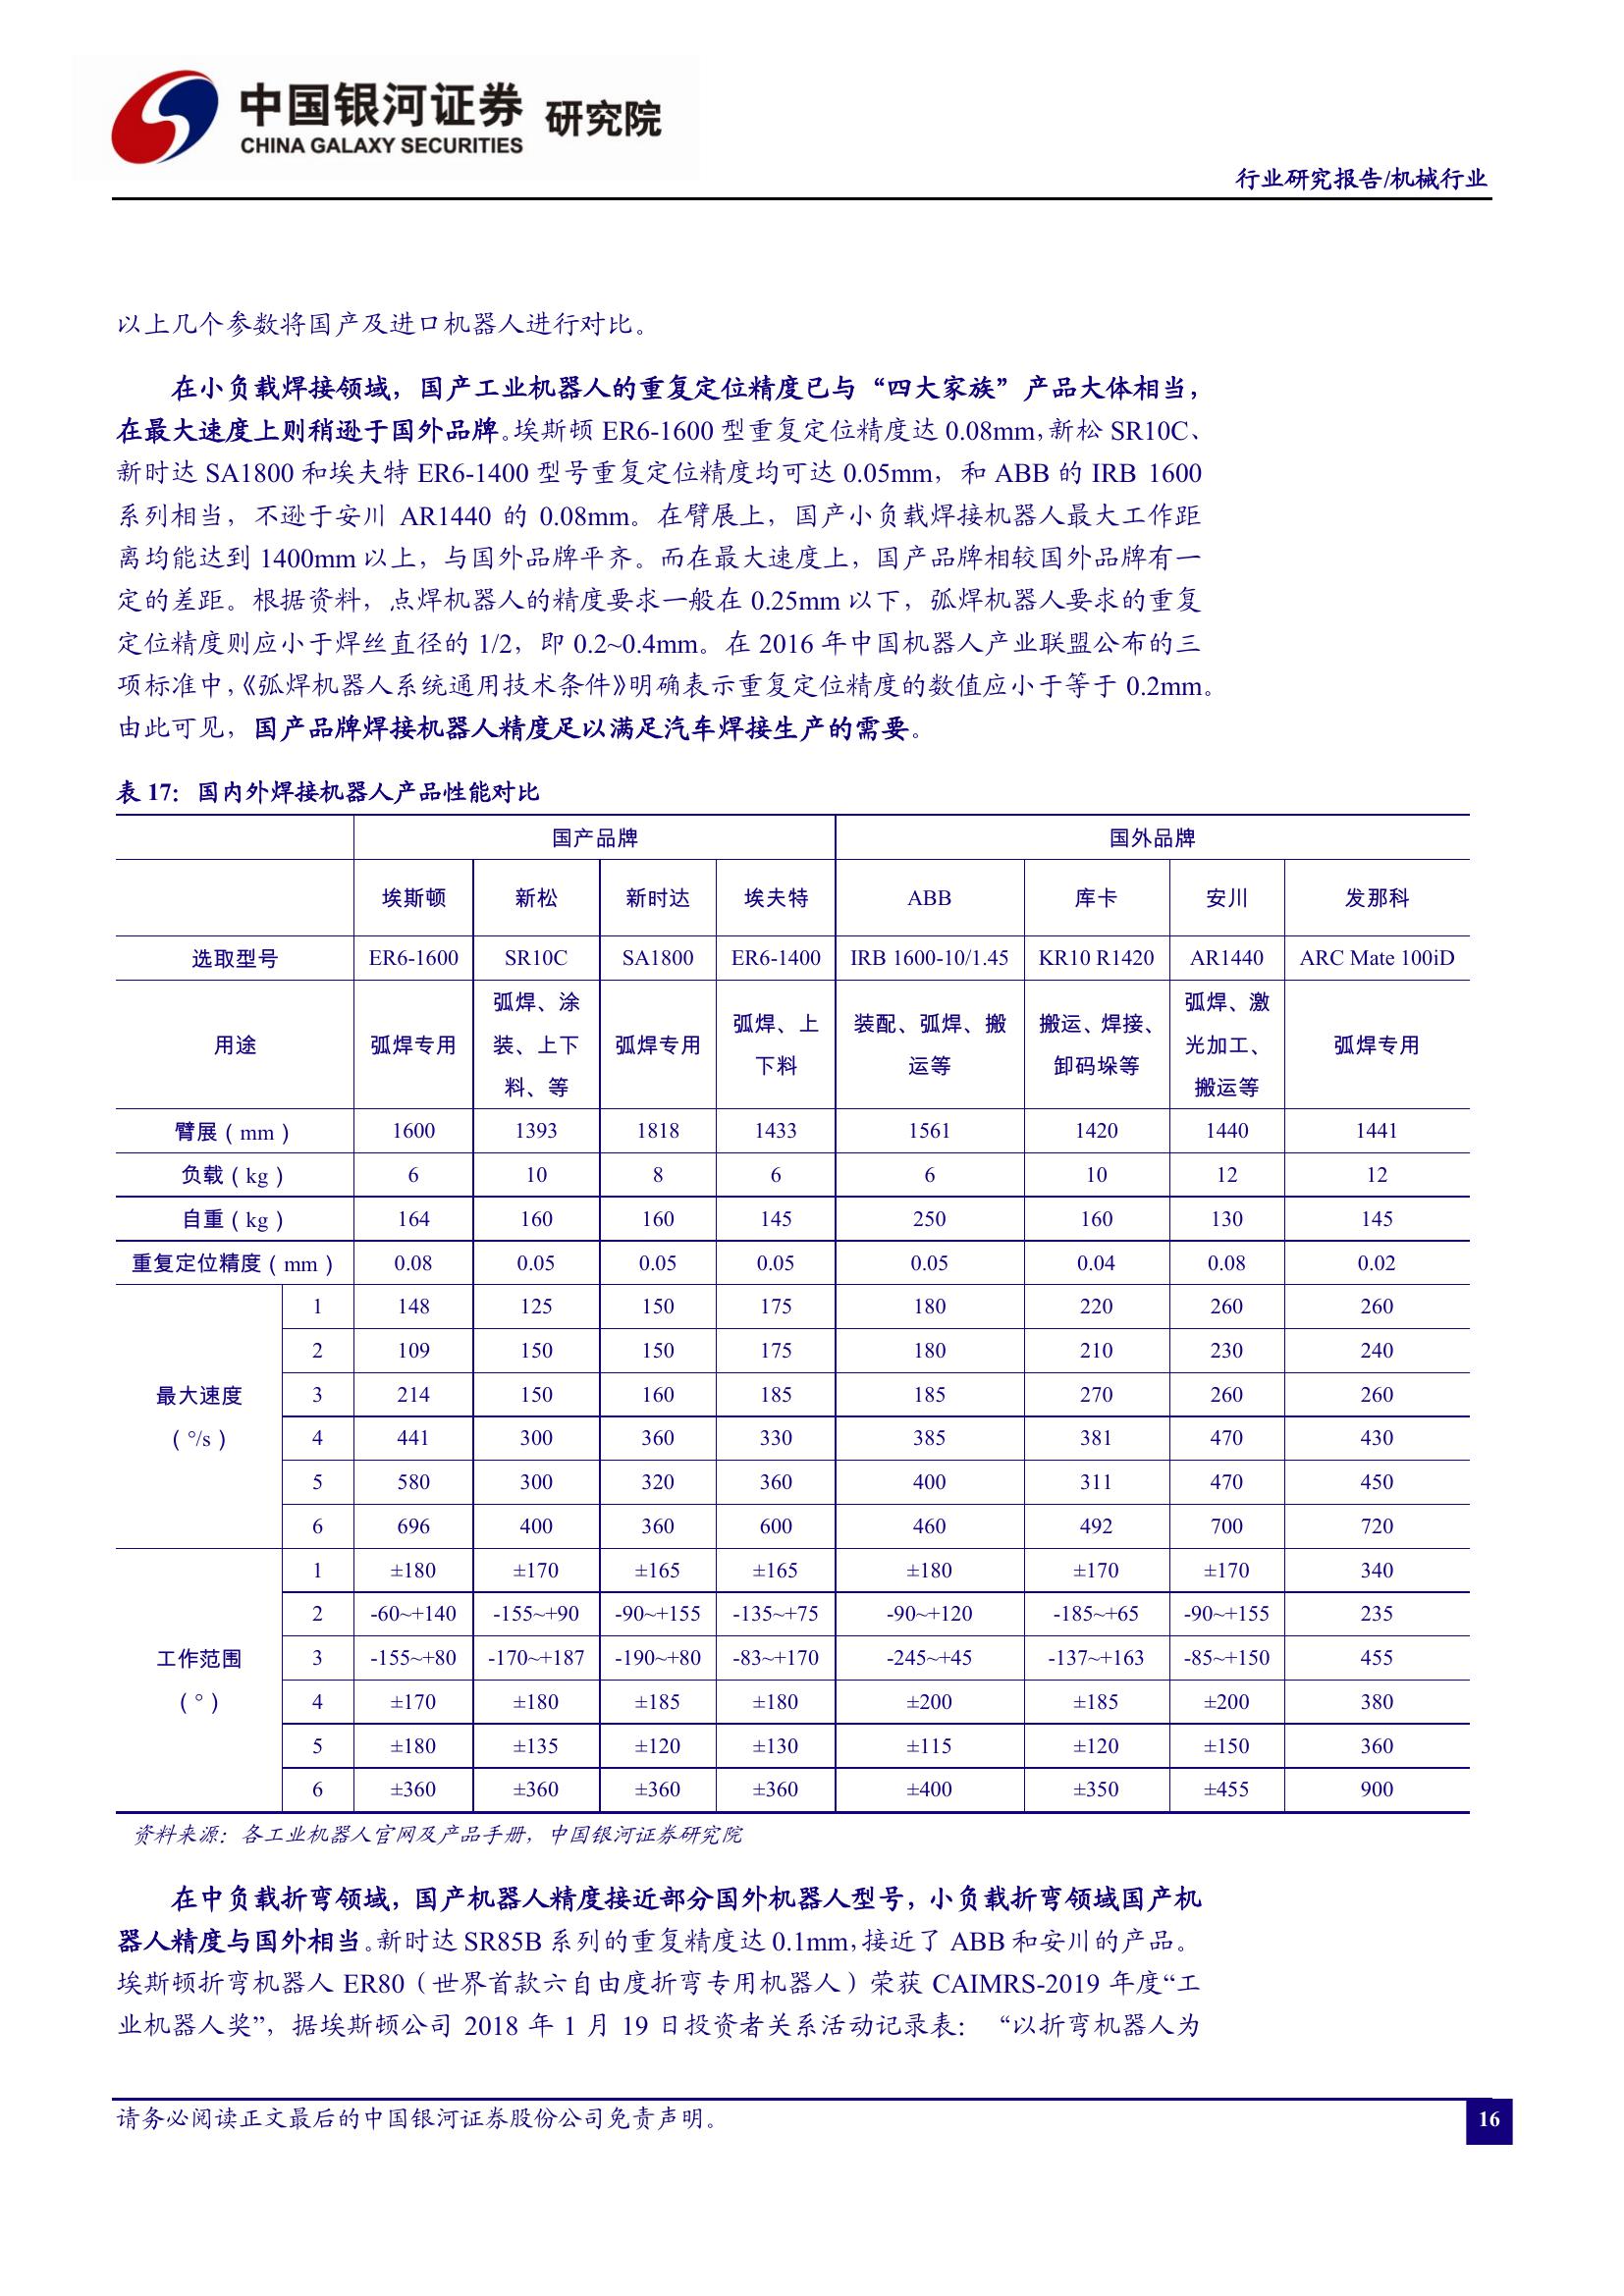 中国银河证券 研究院
CHINA GALAXY SECURITIES
行业研究报告/机械行业
以上几个参数将国产及进口机器人进行对比。
在小负载焊接领域，国产工业机器人的重复定位精度已与“四大家族”产品大体相当，
在最大速度上则稍逊于国外品牌。埃斯顿 ER6-1600 型重复定位精度达 0.08mm，新松 SR10C、
新时达 SA1800 和埃夫特 ER6-1400 型号重复定位精度均可达 0.05mm，和 ABB 的 IRB 1600
系列相当，不逊于安川 AR1440 的 0.08mm。在臂展上，国产小负载焊接机器人最大工作距
离均能达到 1400mm 以上，与国外品牌平齐。而在最大速度上，国产品牌相较国外品牌有一
定的差距。根据资料，点焊机器人的精度要求一般在 0.25mm 以下，弧焊机器人要求的重复
定位精度则应小于焊丝直径的 1/2，即 0.2~0.4mm。在 2016 年中国机器人产业联盟公布的三
项标准中，《弧焊机器人系统通用技术条件》明确表示重复定位精度的数值应小于等于 0.2mm。
由此可见，国产品牌焊接机器人精度足以满足汽车焊接生产的需要。
表 17：国内外焊接机器人产品性能对比
国产品牌 国外品牌
埃斯顿 新松 新时达 埃夫特 ABB 库卡 安川 发那科
选取型号 ER6-1600 SR10C SA1800 ER6-1400 IRB 1600-10/1.45 KR10 R1420 AR1440 ARC Mate 100iD
用途 弧焊专用 弧焊、涂装、上下料、等 弧焊专用 弧焊、上下料 装配、弧焊、搬运等 搬运、焊接、卸码垛等 弧焊、激光加工、搬运等 弧焊专用
臂展（mm） 1600 1393 1818 1433 1561 1420 1440 1441
负载（kg） 6 10 8 6 6 10 12 12
自重（kg） 164 160 160 145 250 160 130 145
重复定位精度（mm） 0.08 0.05 0.05 0.05 0.05 0.04 0.08 0.02
最大速度（°/s） 1 148 125 150 175 180 220 260 260
2 109 150 150 175 180 210 230 240
3 214 150 160 185 185 270 260 260
4 441 300 360 330 385 381 470 430
5 580 300 320 360 400 311 470 450
6 696 400 360 600 460 492 700 720
工作范围（°） 1 ±180 ±170 ±165 ±165 ±180 ±170 ±170 340
2 -60~+140 -155~+90 -90~+155 -135~+75 -90~+120 -185~+65 -90~+155 235
3 -155~+80 -170~+187 -190~+80 -83~+170 -245~+45 -137~+163 -85~+150 455
4 ±170 ±180 ±185 ±180 ±200 ±185 ±200 380
5 ±180 ±135 ±120 ±130 ±115 ±120 ±150 360
6 ±360 ±360 ±360 ±360 ±400 ±350 ±455 900
资料来源：各工业机器人官网及产品手册，中国银河证券研究院
在中负载折弯领域，国产机器人精度接近部分国外机器人型号，小负载折弯领域国产机
器人精度与国外相当。新时达 SR85B 系列的重复精度达 0.1mm，接近了 ABB 和安川的产品。
埃斯顿折弯机器人 ER80（世界首款六自由度折弯专用机器人）荣获 CAIMRS-2019 年度“工
业机器人奖”，据埃斯顿公司 2018 年 1 月 19 日投资者关系活动记录表：“以折弯机器人为
请务必阅读正文最后的中国银河证券股份公司免责声明。
16